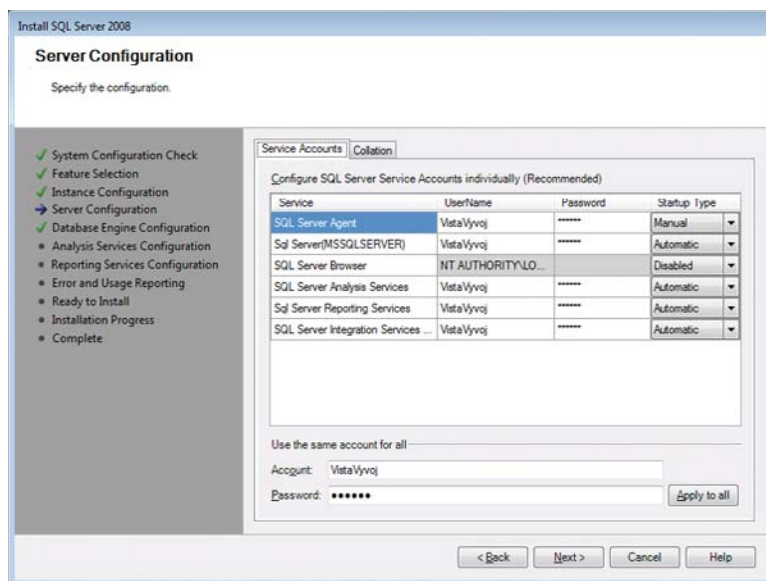 Install SQL Server 2008
Server Configuration
Specify the configuration.
System Configuration Check
Feature Selection
Instance Configuration
Server Configuration
Database Engine Configuration
Analysis Services Configuration
Reporting Services Configuration
Error and Usage Reporting
Ready to Install
Installation Progress
Complete
Service Accounts Collation
Configure SQL Server Service Accounts individually (Recommended)
Service UserName Password Startup Type
SQL Server Agent VistaVyvoj ****** Manual
Sql Server(MSSQLSERVER) VistaVyvoj ****** Automatic
SQL Server Browser NT AUTHORITY\LO... Disabled
SQL Server Analysis Services VistaVyvoj ****** Automatic
Sql Server Reporting Services VistaVyvoj ****** Automatic
SQL Server Integration Services ... VistaVyvoj ****** Automatic
Use the same account for all
Account: VistaVyvoj
Password: ●●●●●●
Apply to all
< Back Next > Cancel Help